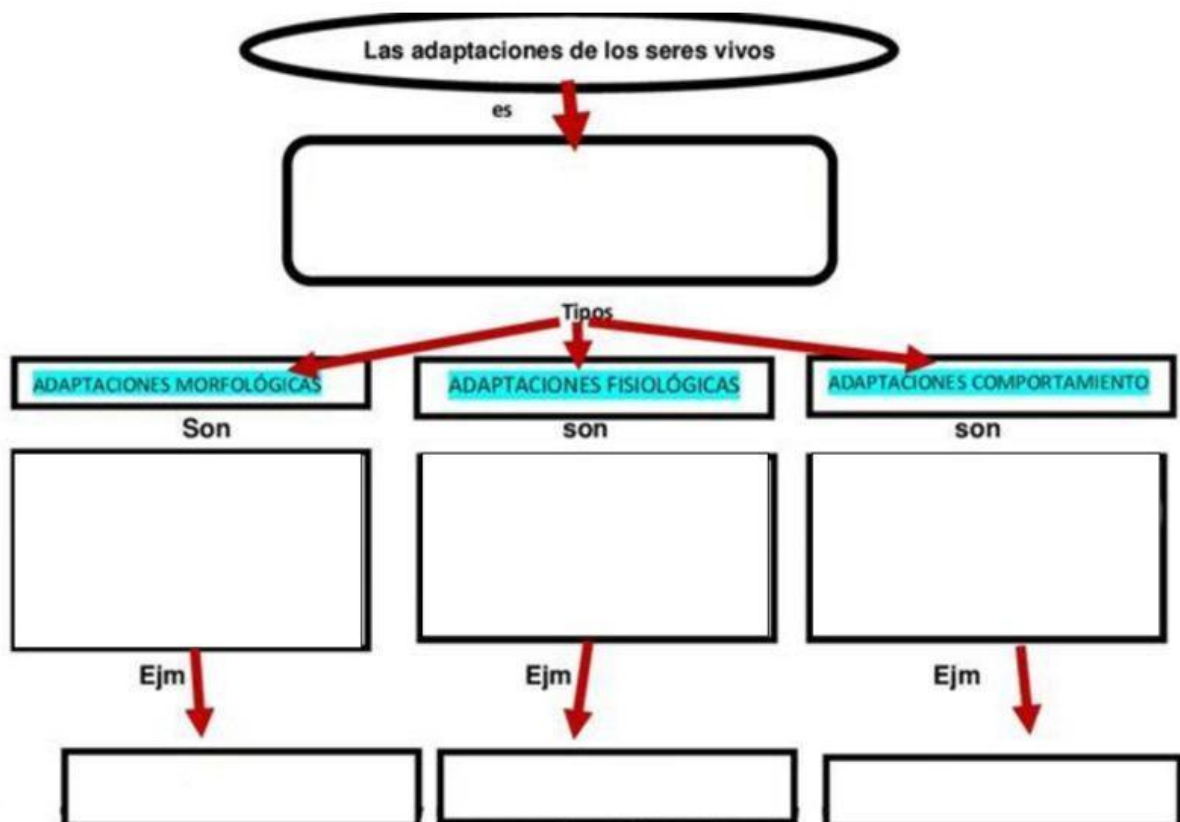 Las adaptaciones de los seres vivos
es
Tipos
ADAPTACIONES MORFOLÓGICAS
ADAPTACIONES FISIOLÓGICAS
ADAPTACIONES COMPORTAMIENTO
Son
son
son
Ejm
Ejm
Ejm